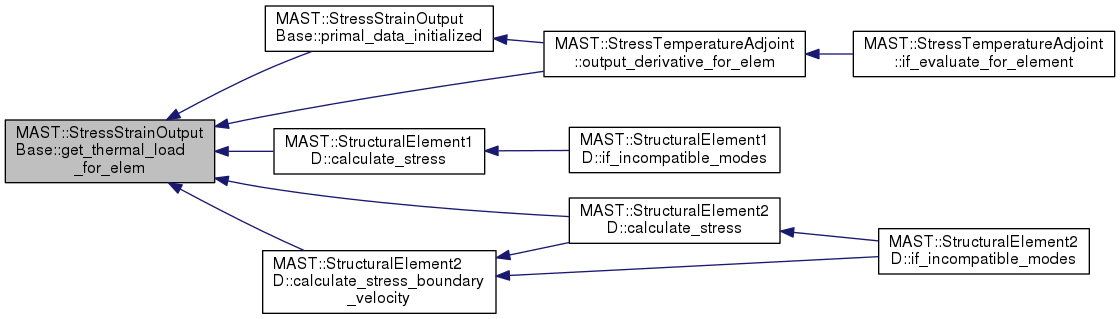 MAST::StressStrainOutput
Base::primal_data_initialized
MAST::StressTemperatureAdjoint
::output_derivative_for_elem
MAST::StressTemperatureAdjoint
::if_evaluate_for_element
MAST::StressStrainOutput
Base::get_thermal_load
_for_elem
MAST::StructuralElement1
D::calculate_stress
MAST::StructuralElement1
D::if_incompatible_modes
MAST::StructuralElement2
D::calculate_stress
MAST::StructuralElement2
D::if_incompatible_modes
MAST::StructuralElement2
D::calculate_stress_boundary
_velocity